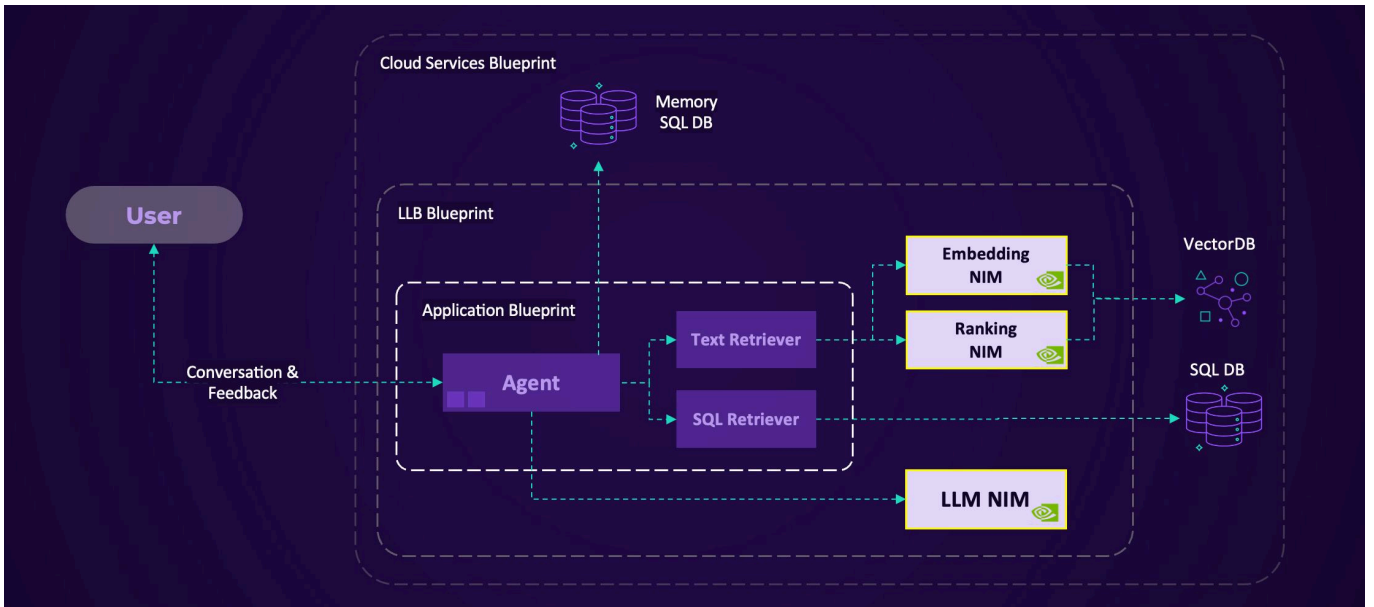 Cloud Services Blueprint
Memory
SQL DB
User
LLB Blueprint
Embedding
NIM
VectorDB
Application Blueprint
Text Retriever
Ranking
NIM
Conversation &
Feedback
Agent
SQL DB
SQL Retriever
LLM NIM